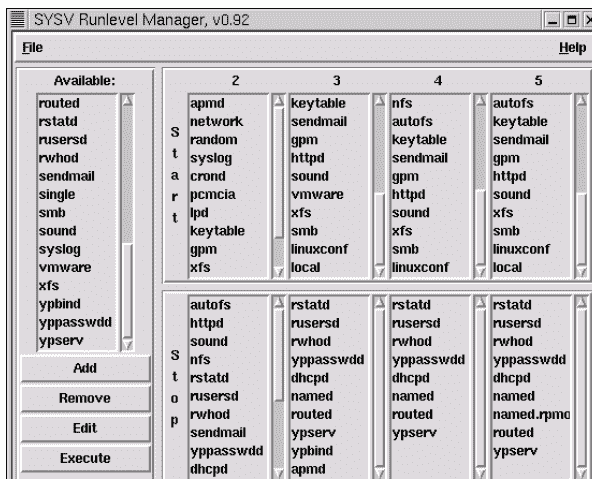 SYSV Runlevel Manager, v0.92
File Help
Available:
routed
rstatd
rusersd
rwhod
sendmail
single
smb
sound
syslog
vmware
xfs
ypbind
yppasswdd
ypserv
Add
Remove
Edit
Execute
2 3 4 5
Start
apmd
network
random
syslog
crond
pcmcia
lpd
keytable
gpm
xfs
keytable
sendmail
gpm
httpd
sound
vmware
xfs
smb
linuxconf
local
nfs
autofs
keytable
sendmail
gpm
httpd
sound
xfs
smb
linuxconf
autofs
keytable
sendmail
gpm
httpd
sound
xfs
smb
linuxconf
local
Stop
autofs
httpd
sound
nfs
rstatd
rusersd
rwhod
sendmail
yppasswdd
dhcpd
rstatd
rusersd
rwhod
yppasswdd
dhcpd
named
routed
ypserv
ypbind
apmd
rstatd
rusersd
rwhod
yppasswdd
dhcpd
named
routed
ypserv
rstatd
rusersd
rwhod
yppasswdd
dhcpd
named
named.rpmo
routed
ypserv